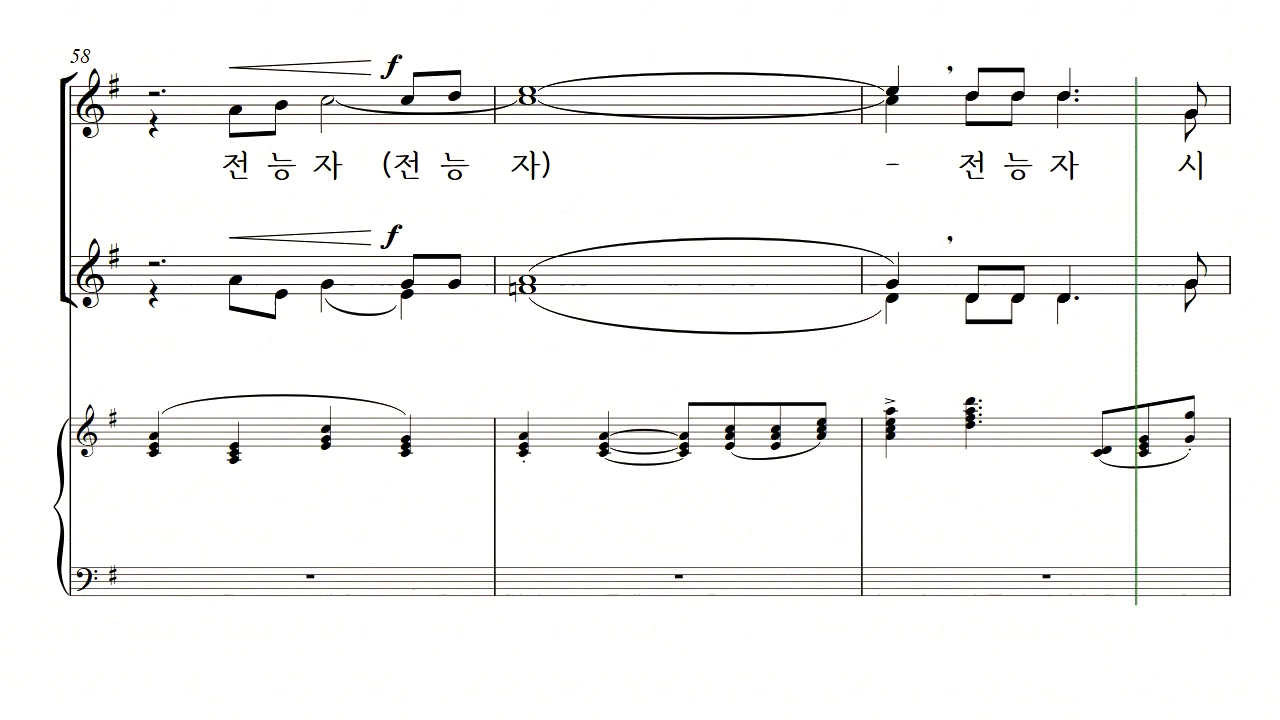 58
f
전 능 자 (전 능 자) - 전 능 자 시
f